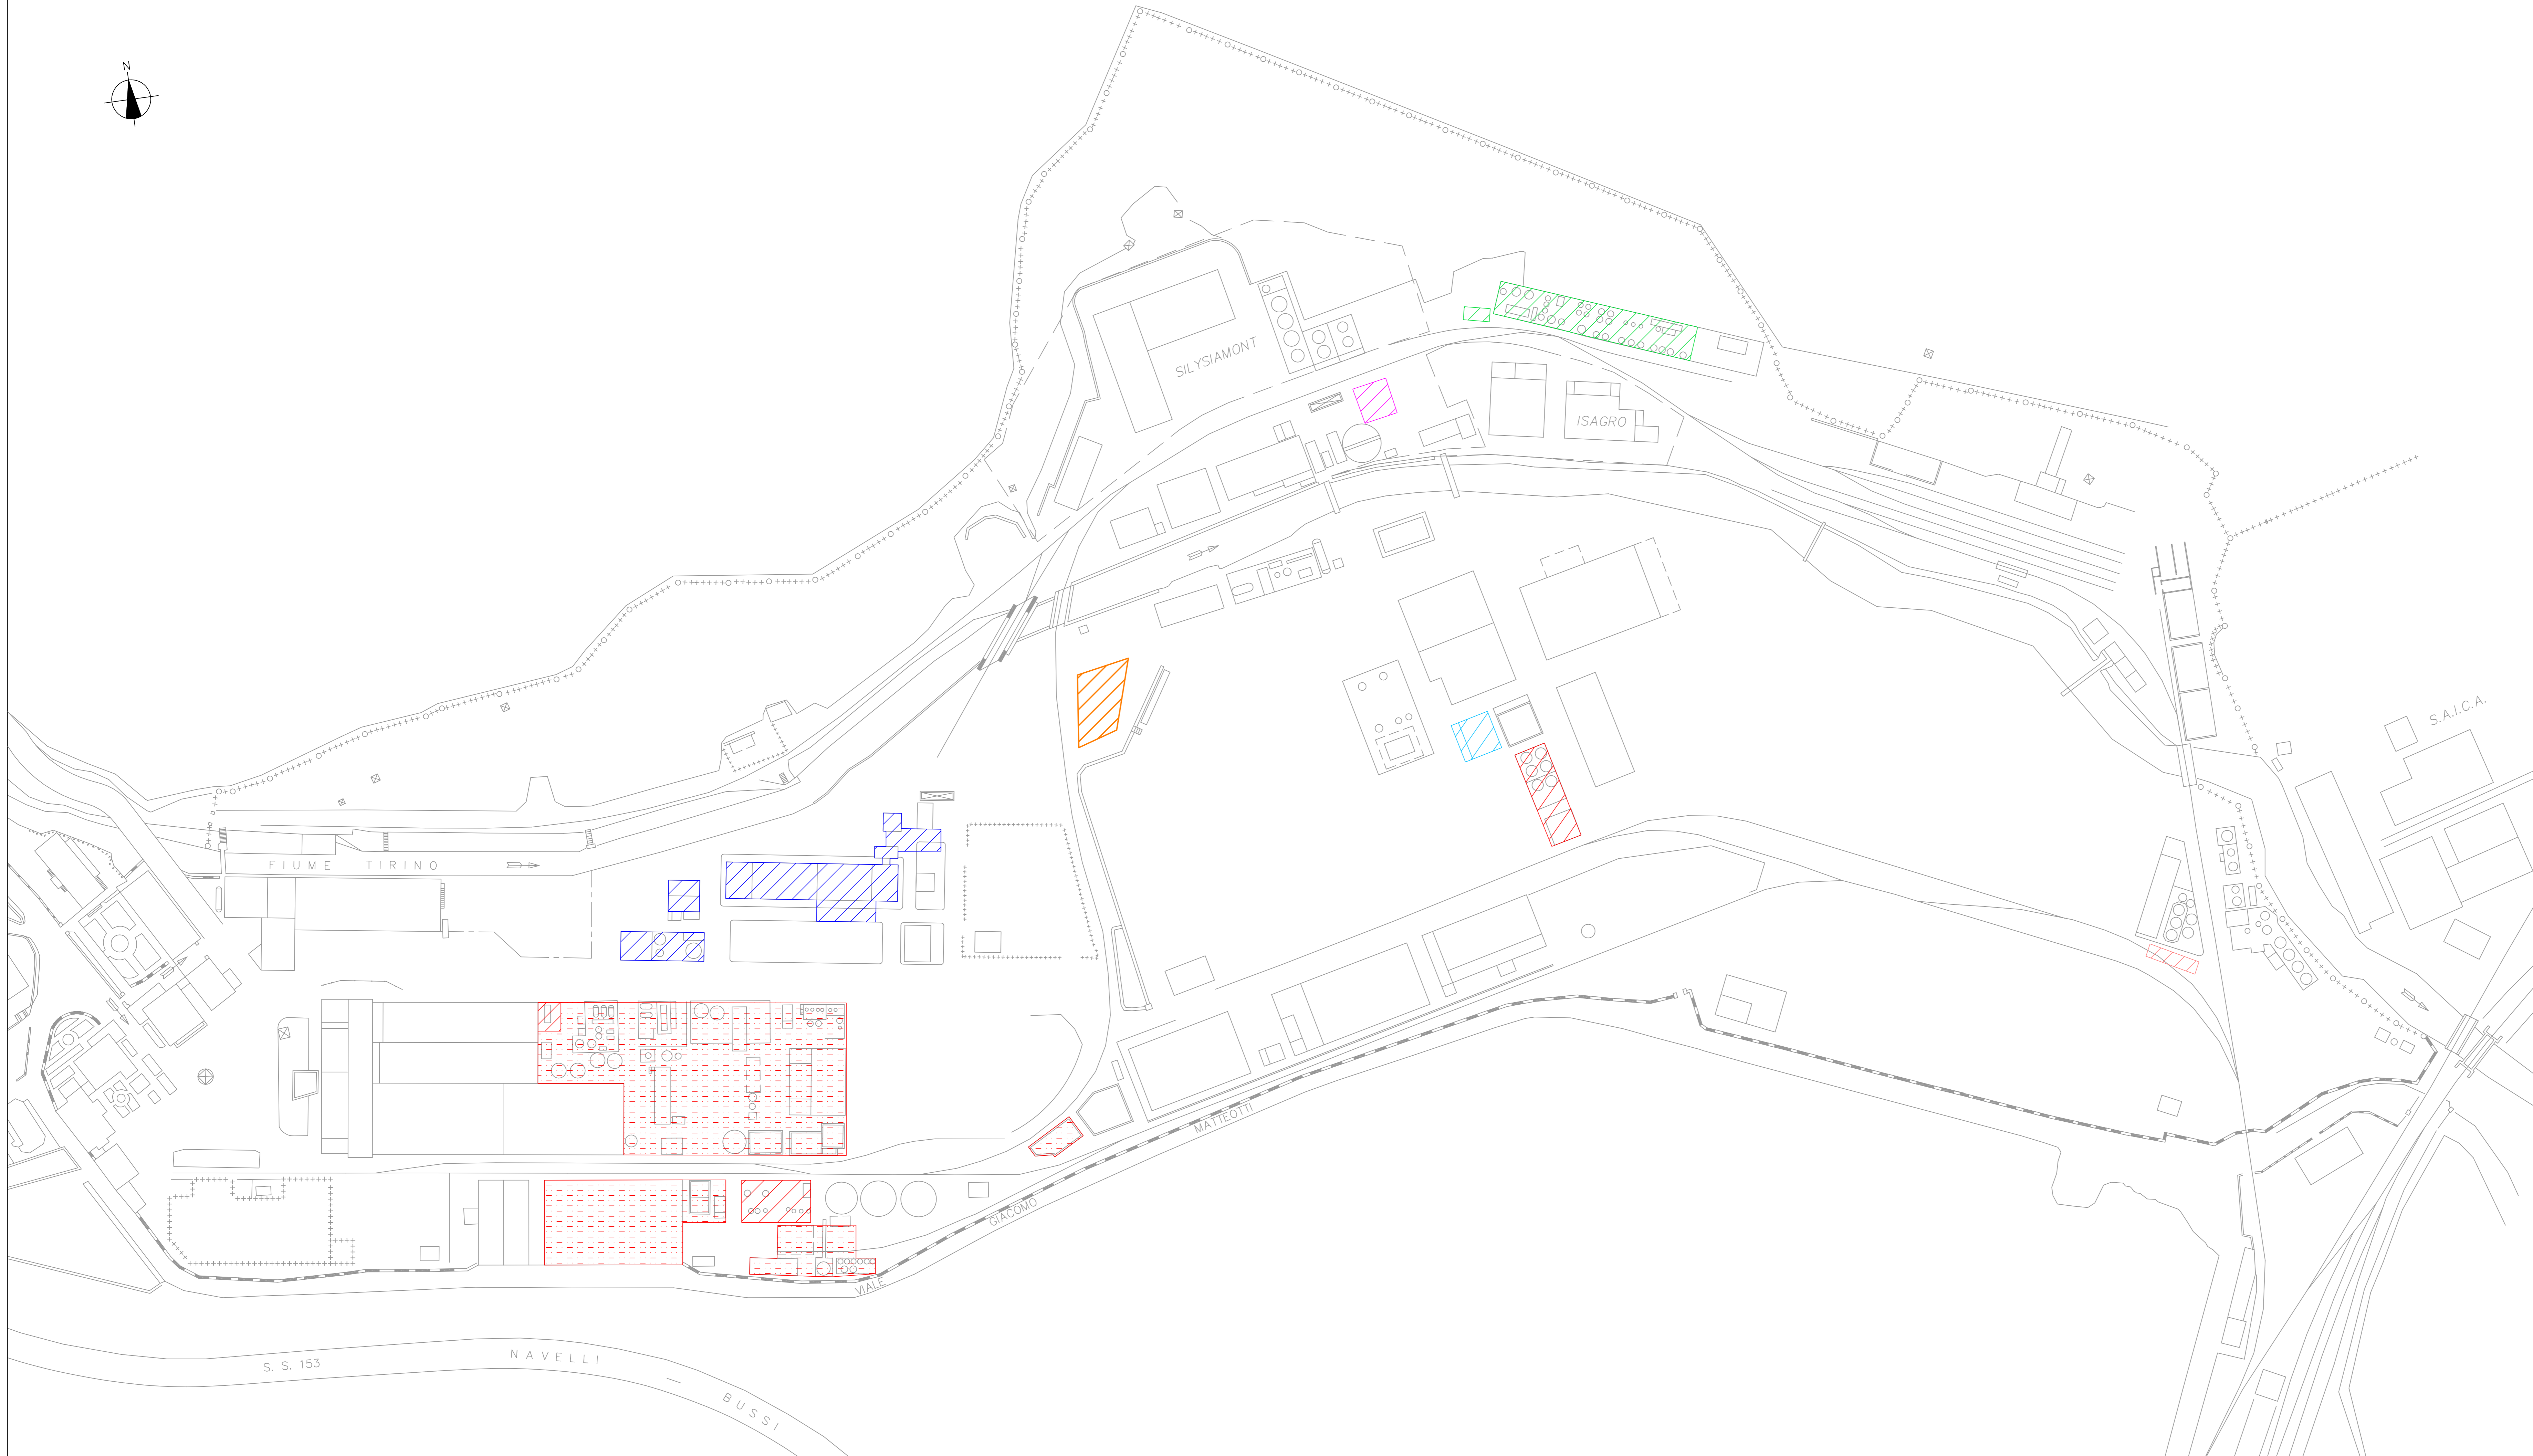 N
SILYSIAMONT
ISAGRO
S.A.I.C.A.
FIUME TIRINO
VIALE GIACOMO MATTEOTTI
S. S. 153 NAVELLI – BUSSI